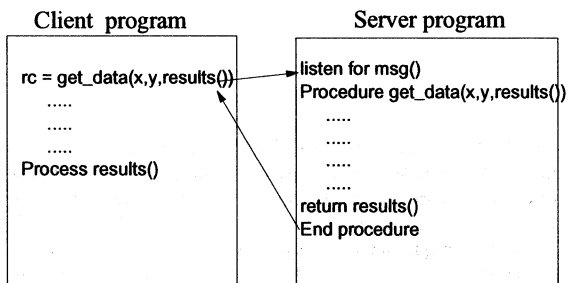 Client program
rc = get_data(x,y,results())
.....
.....
.....
Process results()
Server program
listen for msg()
Procedure get_data(x,y,results())
.....
.....
.....
.....
return results()
End procedure